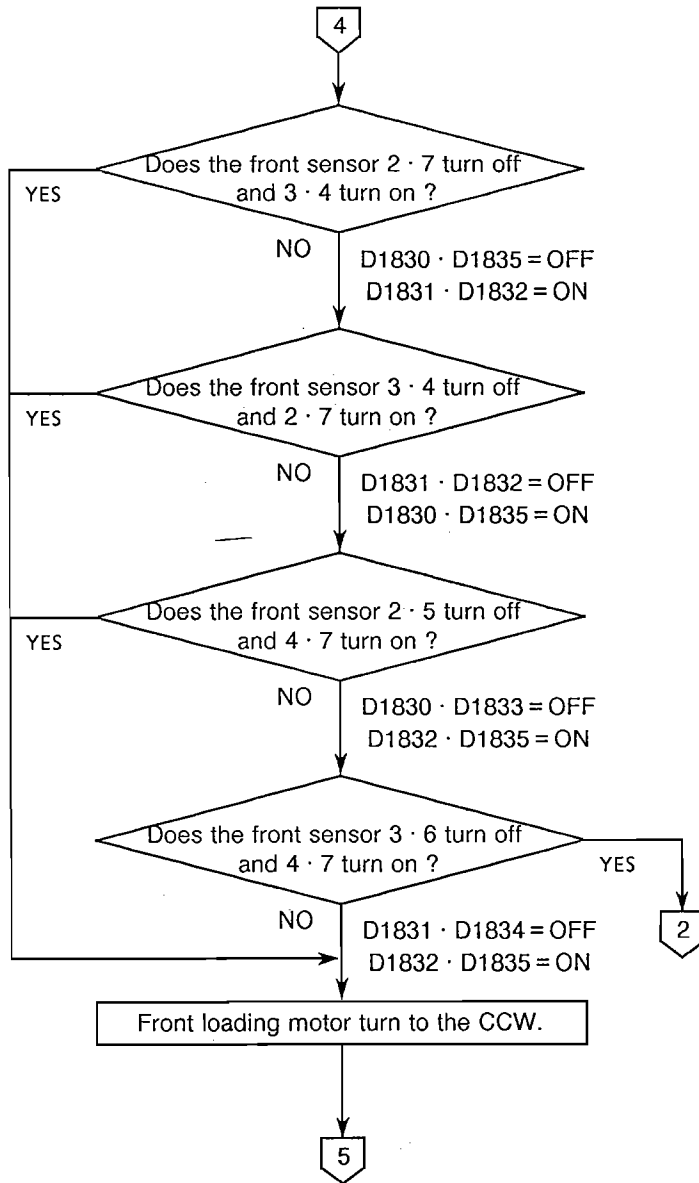 4
Does the front sensor 2 · 7 turn off
and 3 · 4 turn on ?
YES
NO
D1830 · D1835 = OFF
D1831 · D1832 = ON
Does the front sensor 3 · 4 turn off
and 2 · 7 turn on ?
YES
NO
D1831 · D1832 = OFF
D1830 · D1835 = ON
Does the front sensor 2 · 5 turn off
and 4 · 7 turn on ?
YES
NO
D1830 · D1833 = OFF
D1832 · D1835 = ON
Does the front sensor 3 · 6 turn off
and 4 · 7 turn on ?
YES
2
NO
D1831 · D1834 = OFF
D1832 · D1835 = ON
Front loading motor turn to the CCW.
5